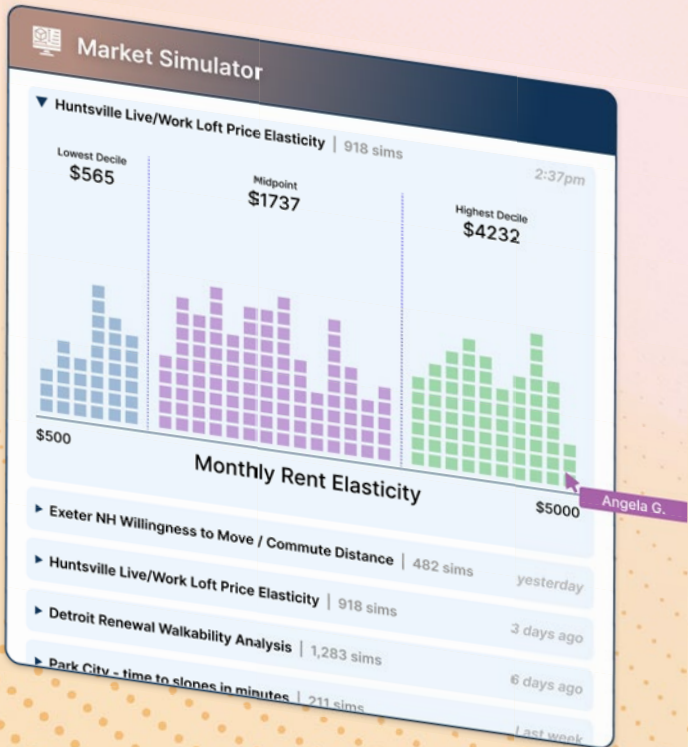 Market Simulator
Huntsville Live/Work Loft Price Elasticity | 918 sims
2:37pm
Lowest Decile
$565
Midpoint
$1737
Highest Decile
$4232
$500
Monthly Rent Elasticity
$5000
Angela G.
Exeter NH Willingness to Move / Commute Distance | 482 sims
yesterday
Huntsville Live/Work Loft Price Elasticity | 918 sims
3 days ago
Detroit Renewal Walkability Analysis | 1,283 sims
6 days ago
Park City - time to slopes in minutes | 211 sims
Last week